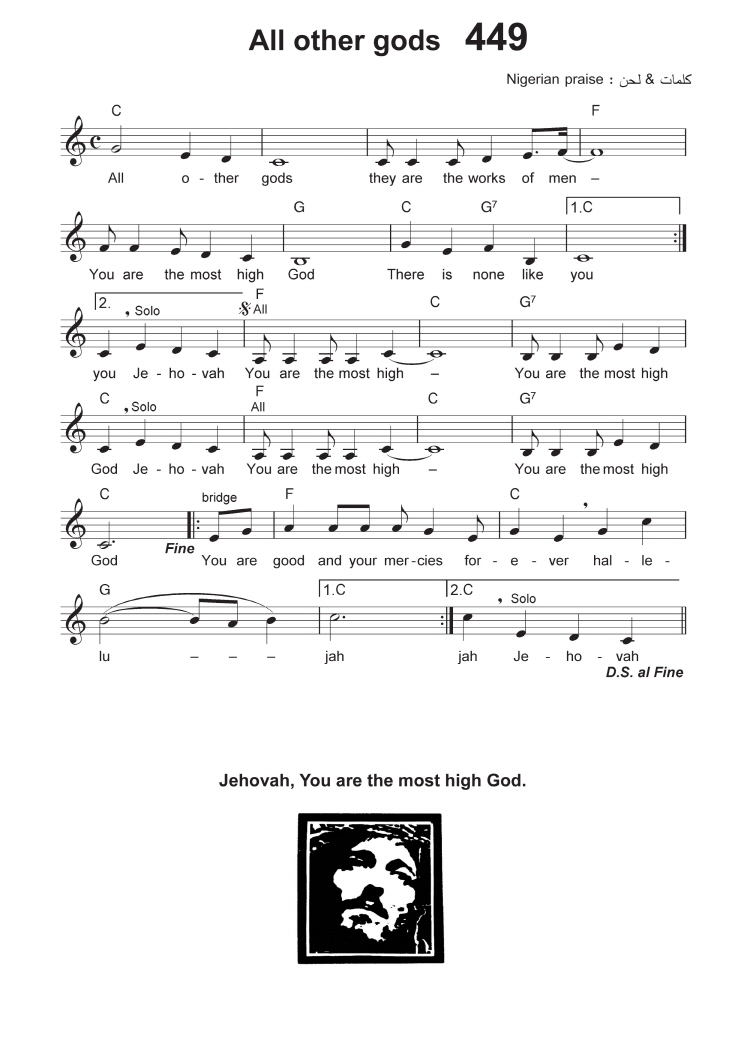 All other gods 449
Nigerian praise : كلمات & لحن
C F
All o - ther gods they are the works of men –
G C G7 1.C
You are the most high God There is none like you
2. , Solo F All C G7
you Je - ho - vah You are the most high – You are the most high
C , Solo F All C G7
God Je - ho - vah You are the most high – You are the most high
C bridge F C
Fine
God You are good and your mer - cies for - e - ver hal - le -
G 1.C 2.C , Solo
lu – – – jah jah Je - ho - vah
D.S. al Fine
Jehovah, You are the most high God.